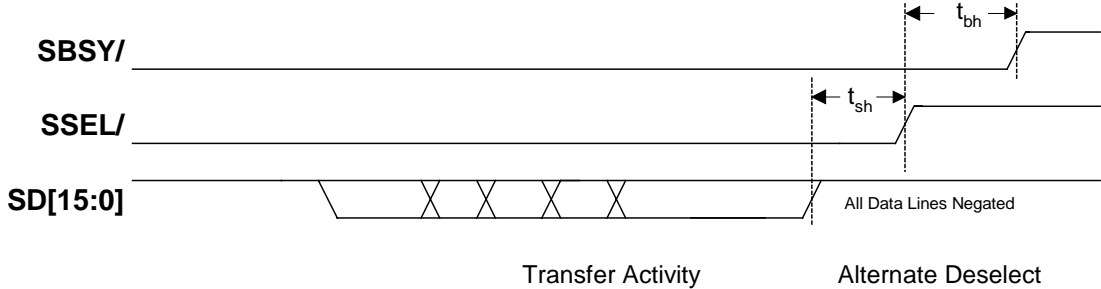 t_bh
SBSY/
t_sh
SSEL/
SD[15:0]
All Data Lines Negated
Transfer Activity
Alternate Deselect